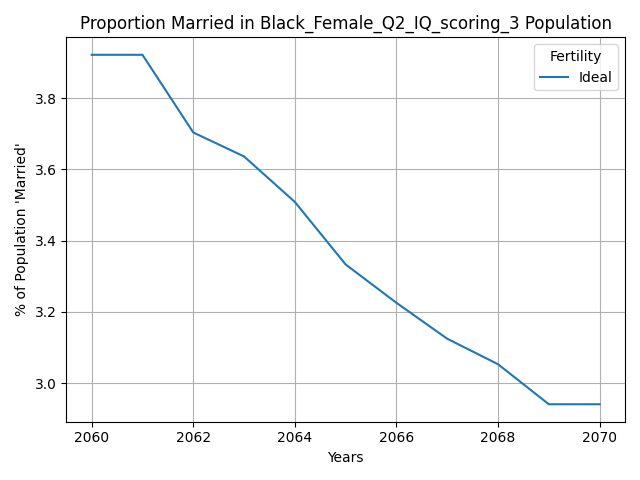 Proportion Married in Black_Female_Q2_IQ_scoring_3 Population
Fertility
Ideal
% of Population 'Married'
3.8
3.6
3.4
3.2
3.0
2060
2062
2064
2066
2068
2070
Years